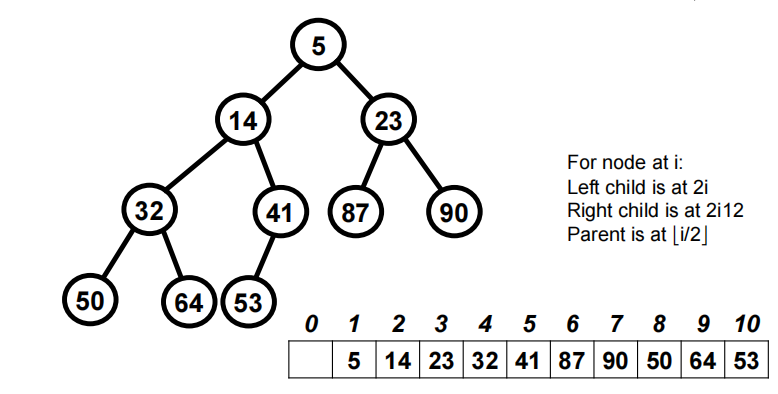 5
14 23
32 41 87 90
50 64 53
For node at i:
Left child is at 2i
Right child is at 2i12
Parent is at ⌊i/2⌋
0 1 2 3 4 5 6 7 8 9 10
5 14 23 32 41 87 90 50 64 53